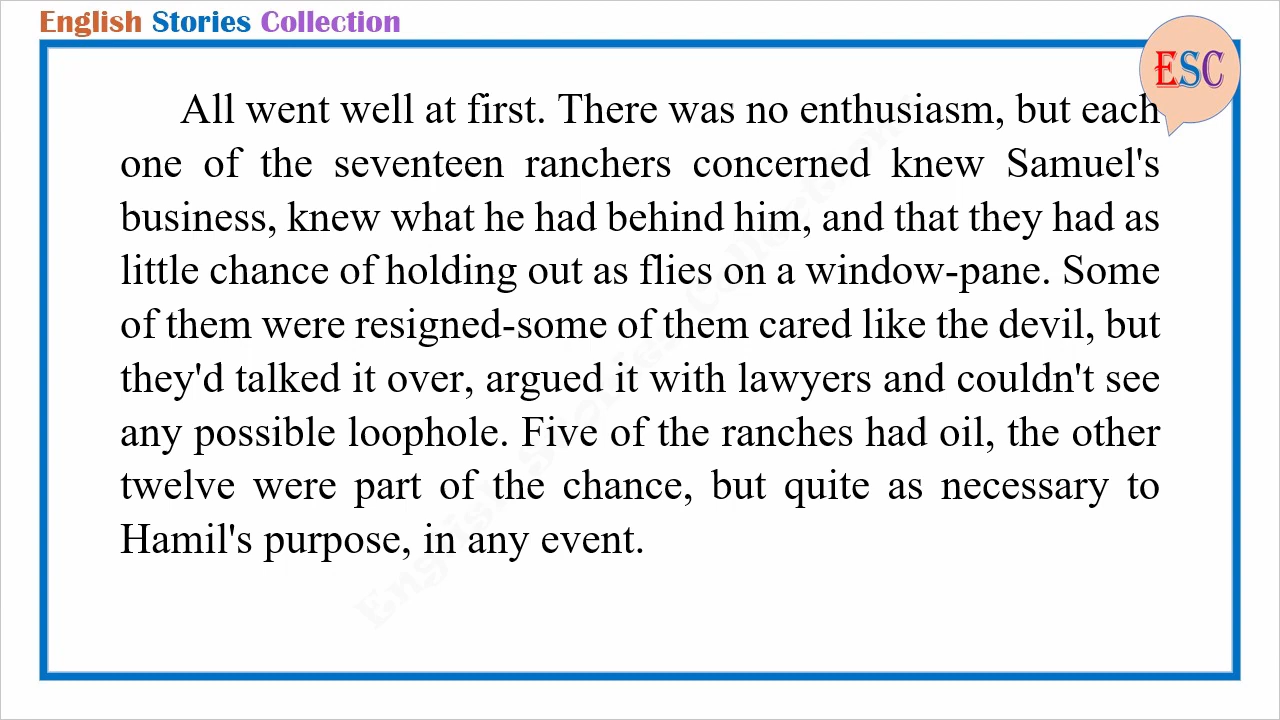 English Stories Collection
ESC
All went well at first. There was no enthusiasm, but each
one of the seventeen ranchers concerned knew Samuel's
business, knew what he had behind him, and that they had as
little chance of holding out as flies on a window-pane. Some
of them were resigned-some of them cared like the devil, but
they'd talked it over, argued it with lawyers and couldn't see
any possible loophole. Five of the ranches had oil, the other
twelve were part of the chance, but quite as necessary to
Hamil's purpose, in any event.
English Stories Collection